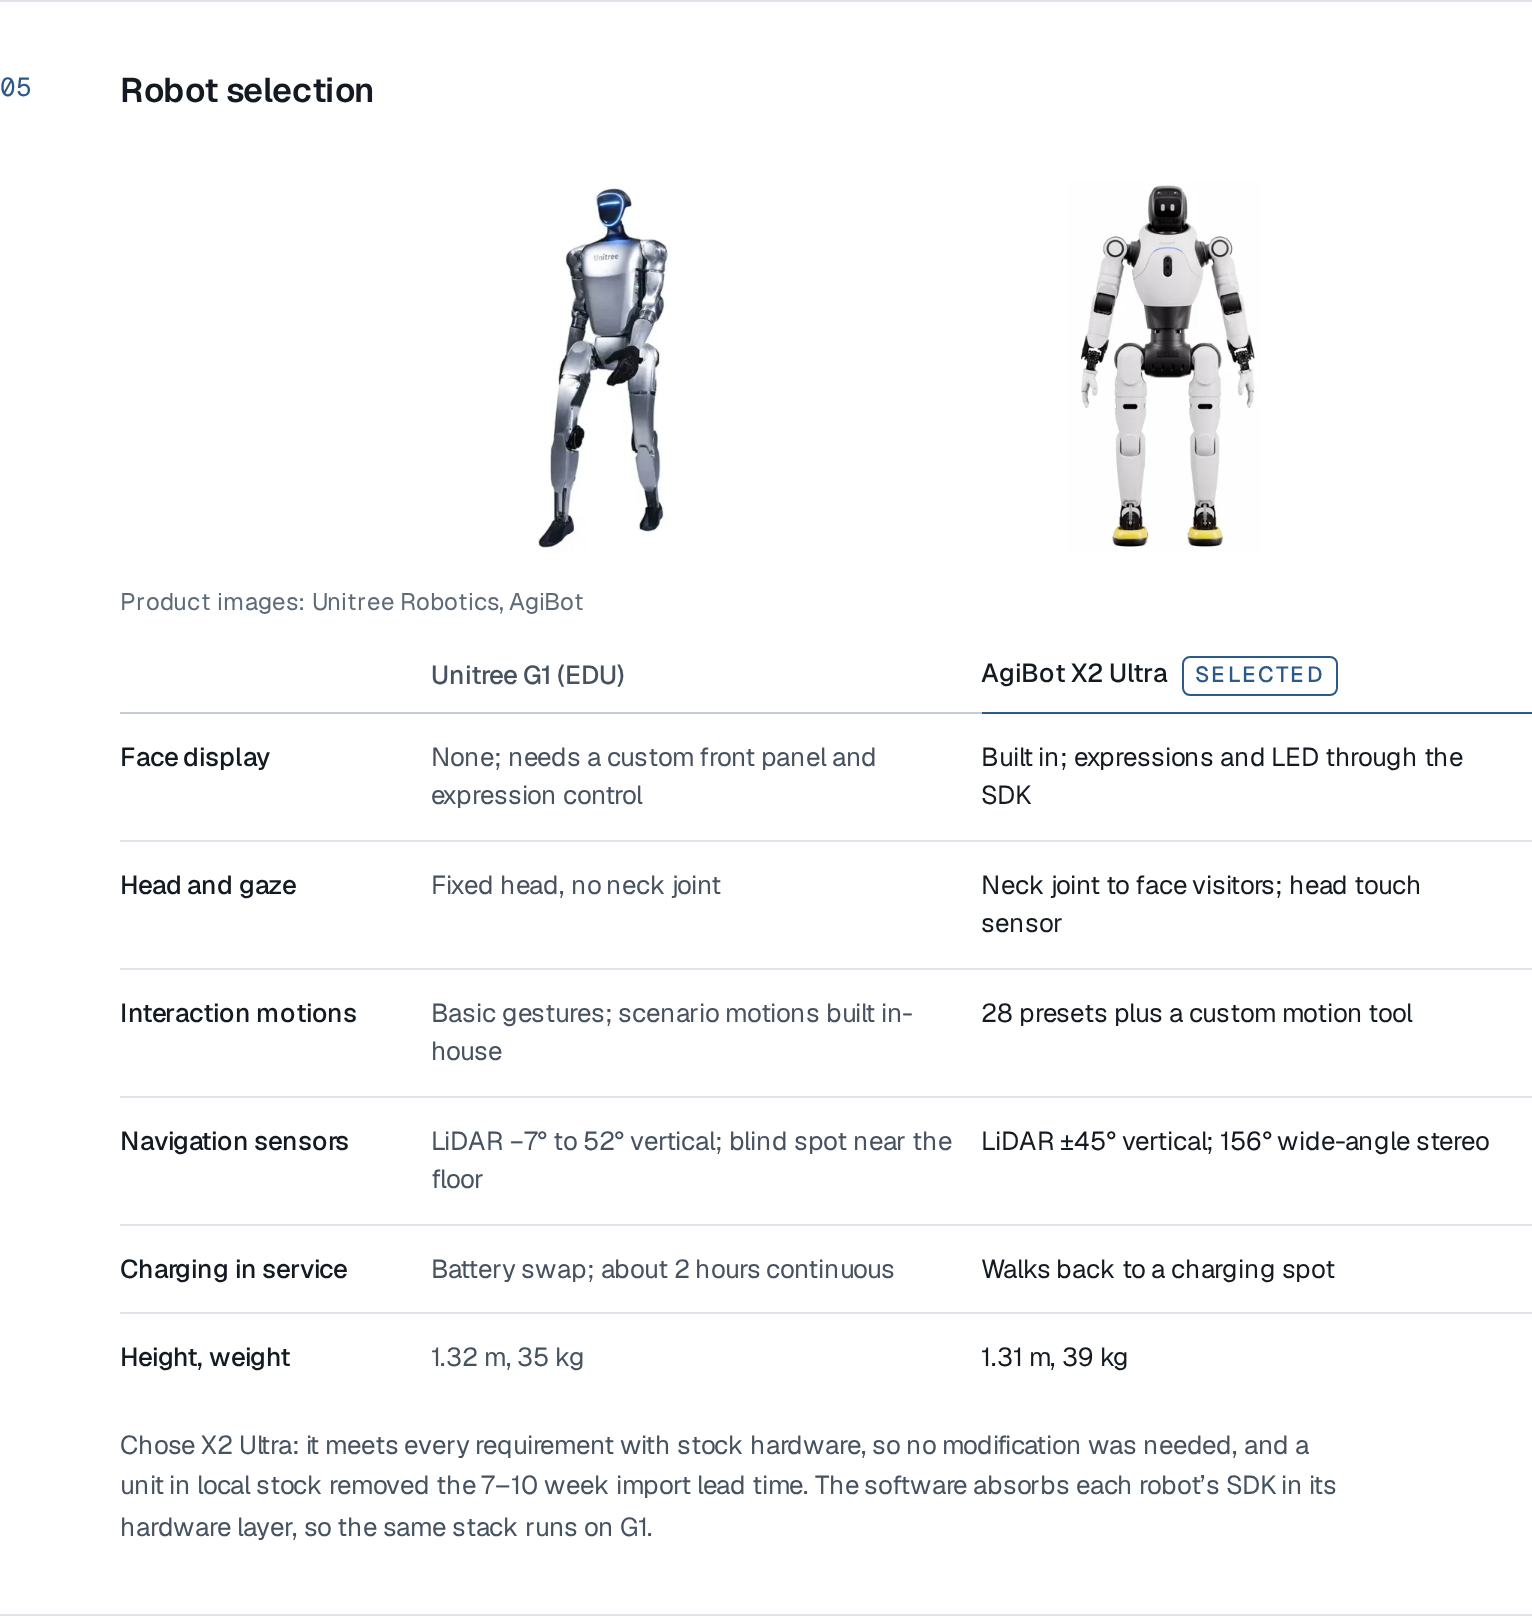 05
Robot selection
Unitree
Product images: Unitree Robotics, AgiBot
Unitree G1 (EDU)
AgiBot X2 Ultra SELECTED
Face display
None; needs a custom front panel and
expression control
Built in; expressions and LED through the
SDK
Head and gaze
Fixed head, no neck joint
Neck joint to face visitors; head touch
sensor
Interaction motions
Basic gestures; scenario motions built in-
house
28 presets plus a custom motion tool
Navigation sensors
LiDAR −7° to 52° vertical; blind spot near the
floor
LiDAR ±45° vertical; 156° wide-angle stereo
Charging in service
Battery swap; about 2 hours continuous
Walks back to a charging spot
Height, weight
1.32 m, 35 kg
1.31 m, 39 kg
Chose X2 Ultra: it meets every requirement with stock hardware, so no modification was needed, and a
unit in local stock removed the 7–10 week import lead time. The software absorbs each robot’s SDK in its
hardware layer, so the same stack runs on G1.